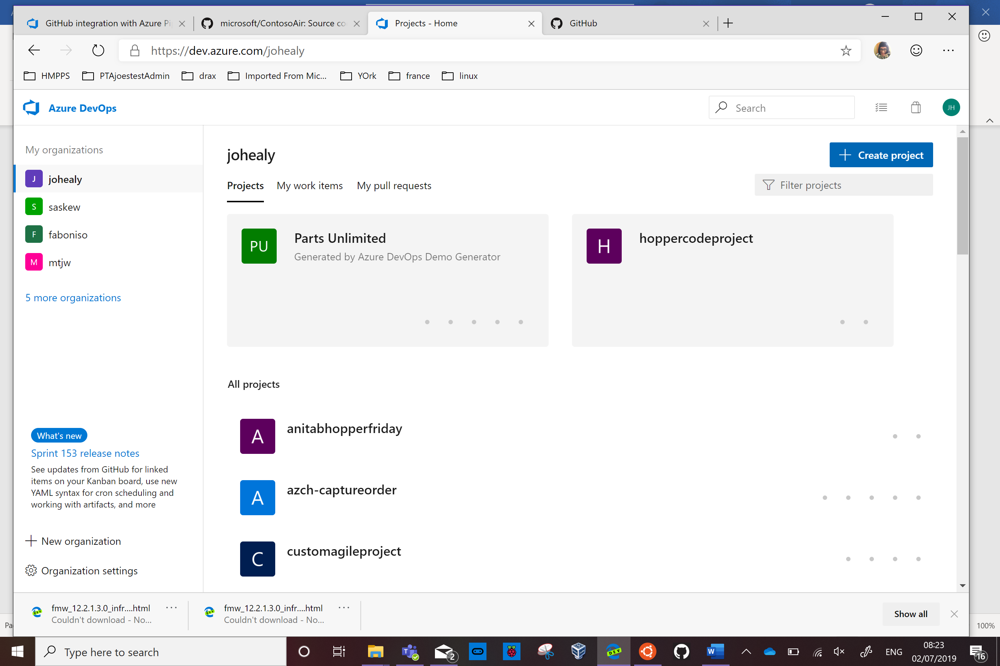 GitHub integration with Azure Pi
microsoft/ContosoAir: Source co
Projects - Home
GitHub
https://dev.azure.com/johealy
HMPPS
PTAjoestestAdmin
drax
Imported From Mic...
YOrk
france
linux
Azure DevOps
Search
JH
My organizations
J johealy
S saskew
F faboniso
M mtjw
5 more organizations
What's new
Sprint 153 release notes
See updates from GitHub for linked
items on your Kanban board, use new
YAML syntax for cron scheduling and
working with artifacts, and more
New organization
Organization settings
johealy
Create project
Projects My work items My pull requests
Filter projects
PU Parts Unlimited
Generated by Azure DevOps Demo Generator
H hoppercodeproject
All projects
A anitabhopperfriday
A azch-captureorder
C customagileproject
DEV fmw_12.2.1.3.0_infr....html
Couldn't download - No...
DEV fmw_12.2.1.3.0_infr....html
Couldn't download - No...
Show all
Pa
100%
Type here to search
T
2
DEV
W
ENG
08:23
02/07/2019
16